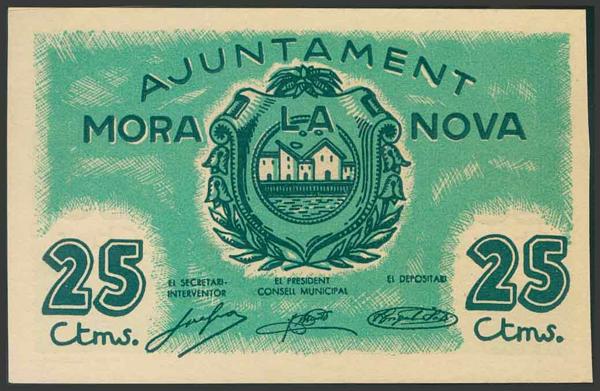 AJUNTAMENT
MORA LA NOVA
25 Ctms.
EL SECRETARI-
INTERVENTOR
EL PRESIDENT
CONSELL MUNICIPAL
EL DEPOSITARI
25 Ctms.